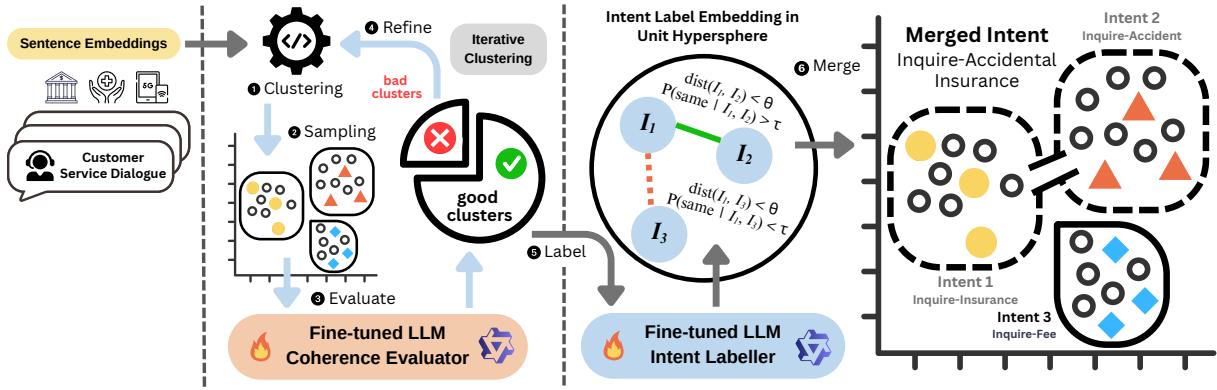 Sentence Embeddings
5G
Customer
Service Dialogue
</>
❹ Refine
Iterative
Clustering
bad
clusters
❶ Clustering
❷ Sampling
good
clusters
❸ Evaluate
Fine-tuned LLM
Coherence Evaluator
❺ Label
Fine-tuned LLM
Intent Labeller
Intent Label Embedding in
Unit Hypersphere
dist(I₁, I₂) < θ
P(same | I₁, I₂) > τ
I₁
I₂
dist(I₁, I₃) < θ
P(same | I₁, I₃) < τ
I₃
❻ Merge
Merged Intent
Inquire-Accidental
Insurance
Intent 2
Inquire-Accident
Intent 1
Inquire-Insurance
Intent 3
Inquire-Fee